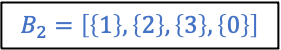 B₂ = [{1}, {2}, {3}, {0}]